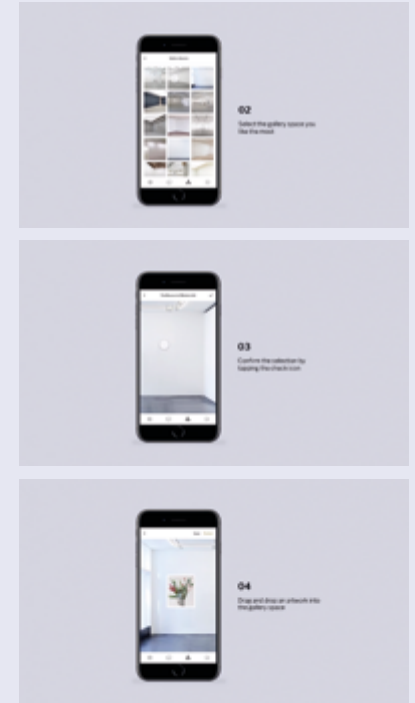 02
Select the gallery space you
like the most
03
Confirm the selection by
tapping the check icon
04
Drag and drop an artwork into
the gallery space